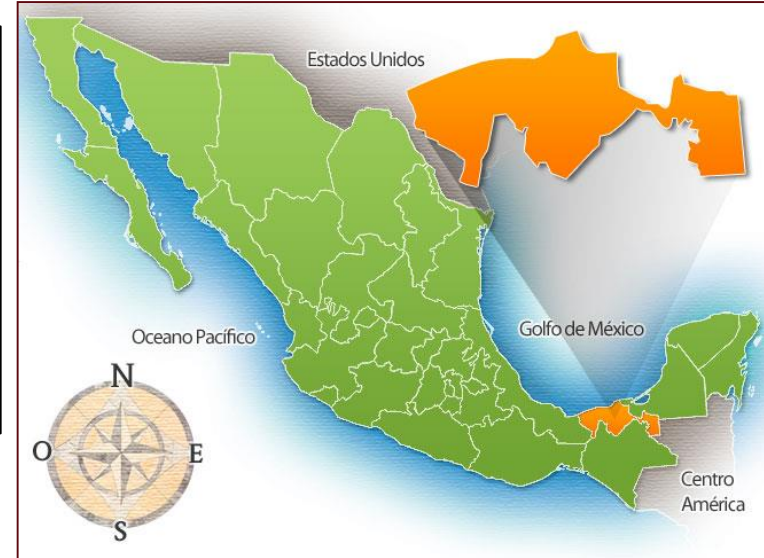 Estados Unidos
Golfo de México
Oceano Pacífico
N
O
E
S
Centro
América